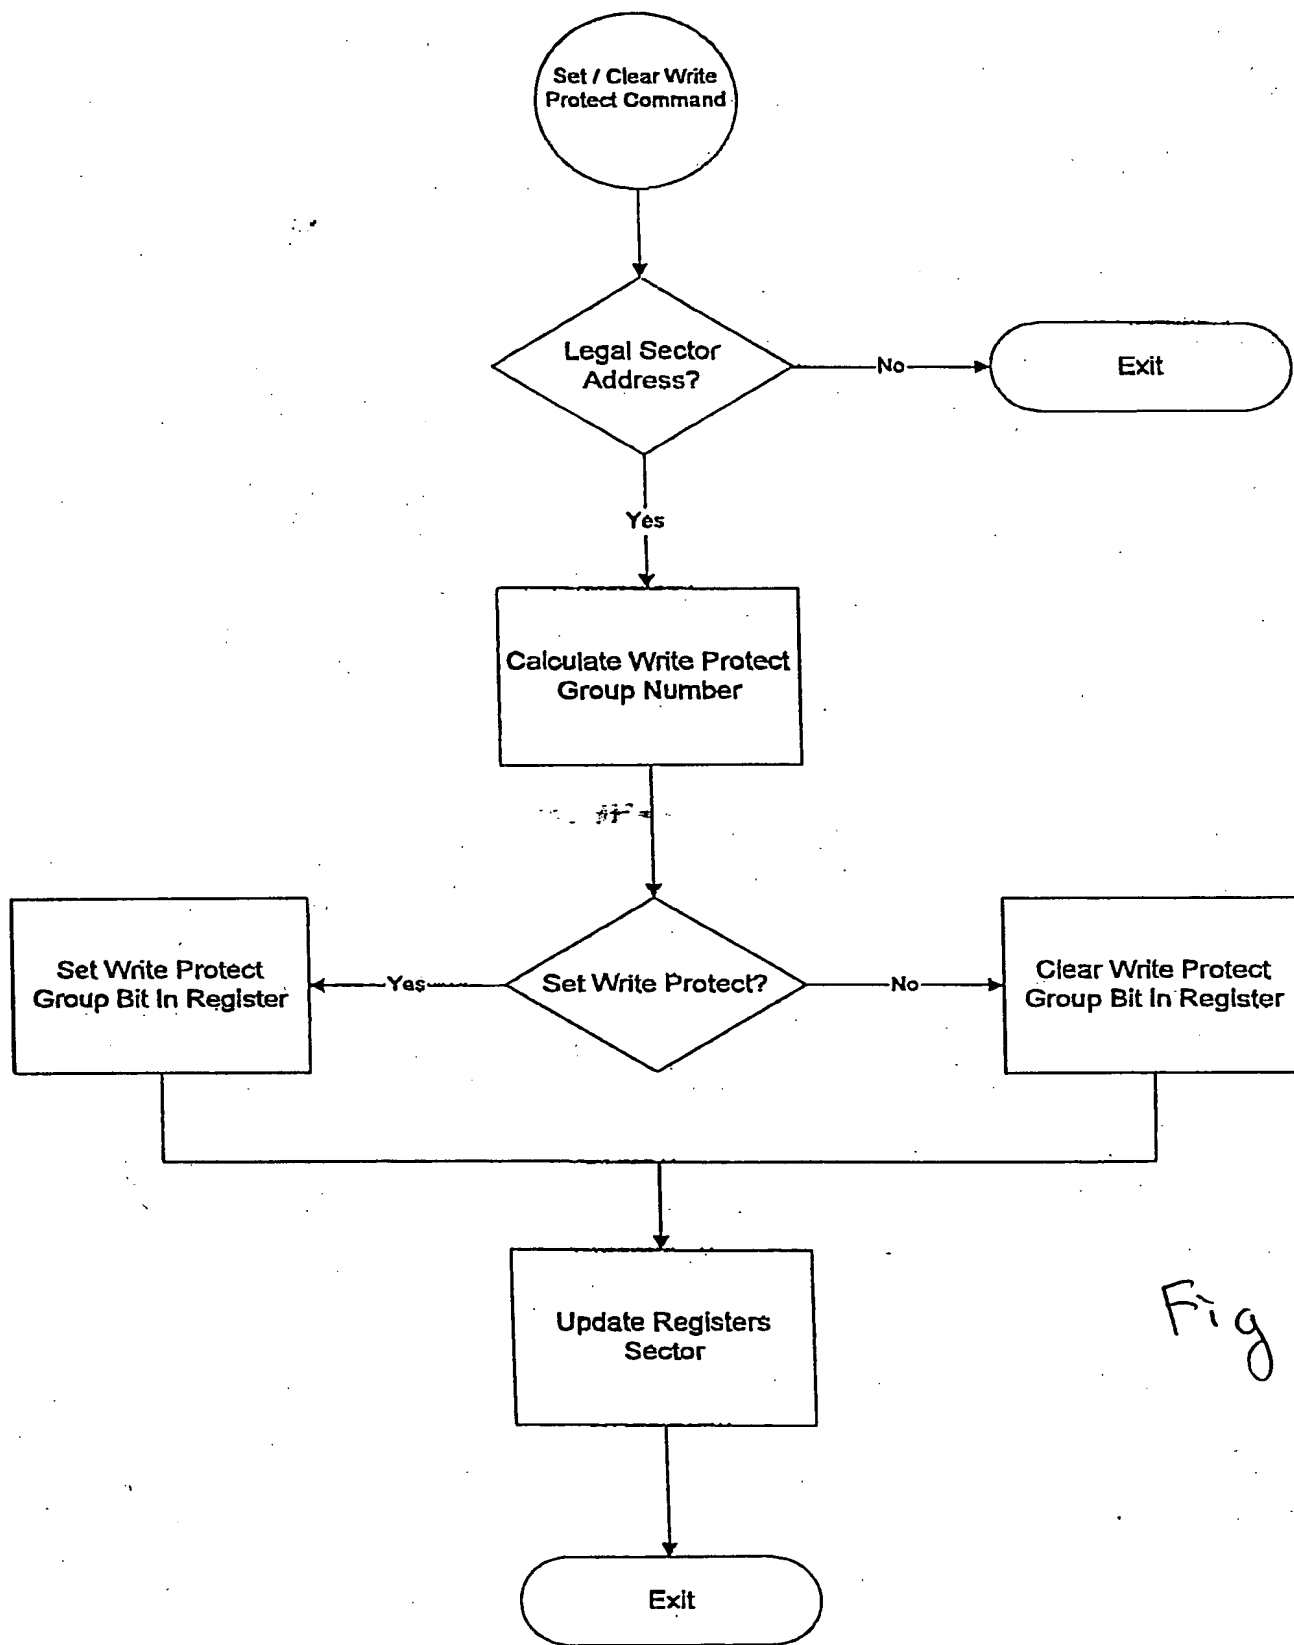 Set / Clear Write
Protect Command
Legal Sector
Address?
No
Exit
Yes
Calculate Write Protect
Group Number
Set Write Protect
Group Bit In Register
Yes
Set Write Protect?
No
Clear Write Protect
Group Bit In Register
Update Registers
Sector
Fig
Exit